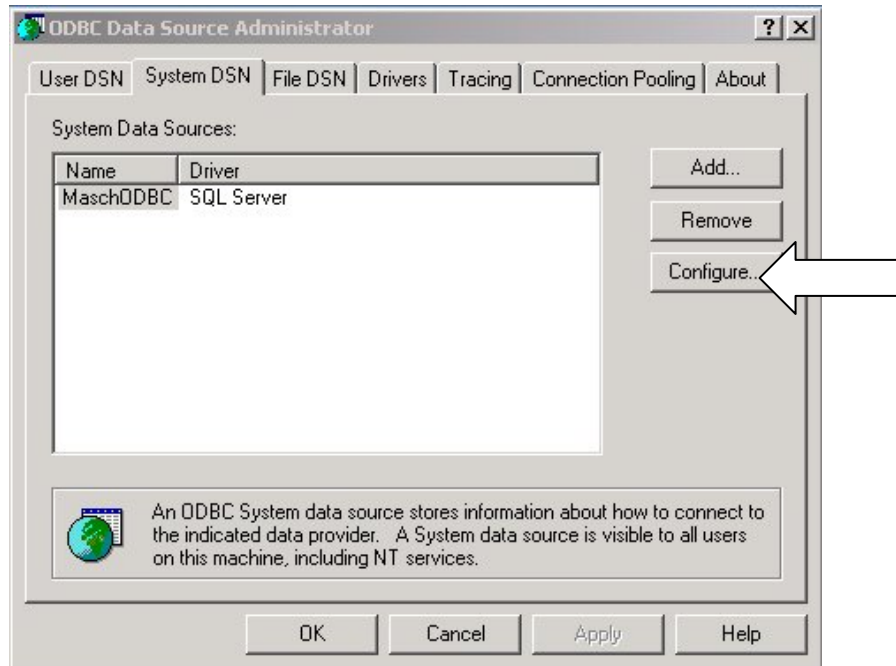 ODBC Data Source Administrator
User DSN System DSN File DSN Drivers Tracing Connection Pooling About
System Data Sources:
Name Driver
MaschODBC SQL Server
Add...
Remove
Configure...
An ODBC System data source stores information about how to connect to
the indicated data provider. A System data source is visible to all users
on this machine, including NT services.
OK Cancel Apply Help